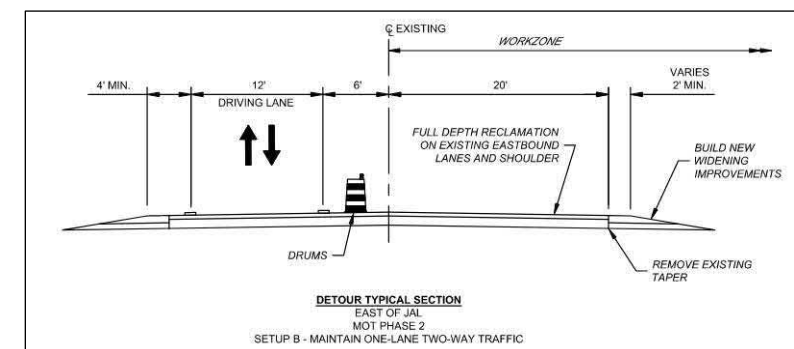 ℄ EXISTING
WORKZONE
4' MIN.
12'
6'
20'
VARIES
2' MIN.
DRIVING LANE
FULL DEPTH RECLAMATION
ON EXISTING EASTBOUND
LANES AND SHOULDER
BUILD NEW
WIDENING
IMPROVEMENTS
DRUMS
REMOVE EXISTING
TAPER
DETOUR TYPICAL SECTION
EAST OF JAL
MOT PHASE 2
SETUP B - MAINTAIN ONE-LANE TWO-WAY TRAFFIC